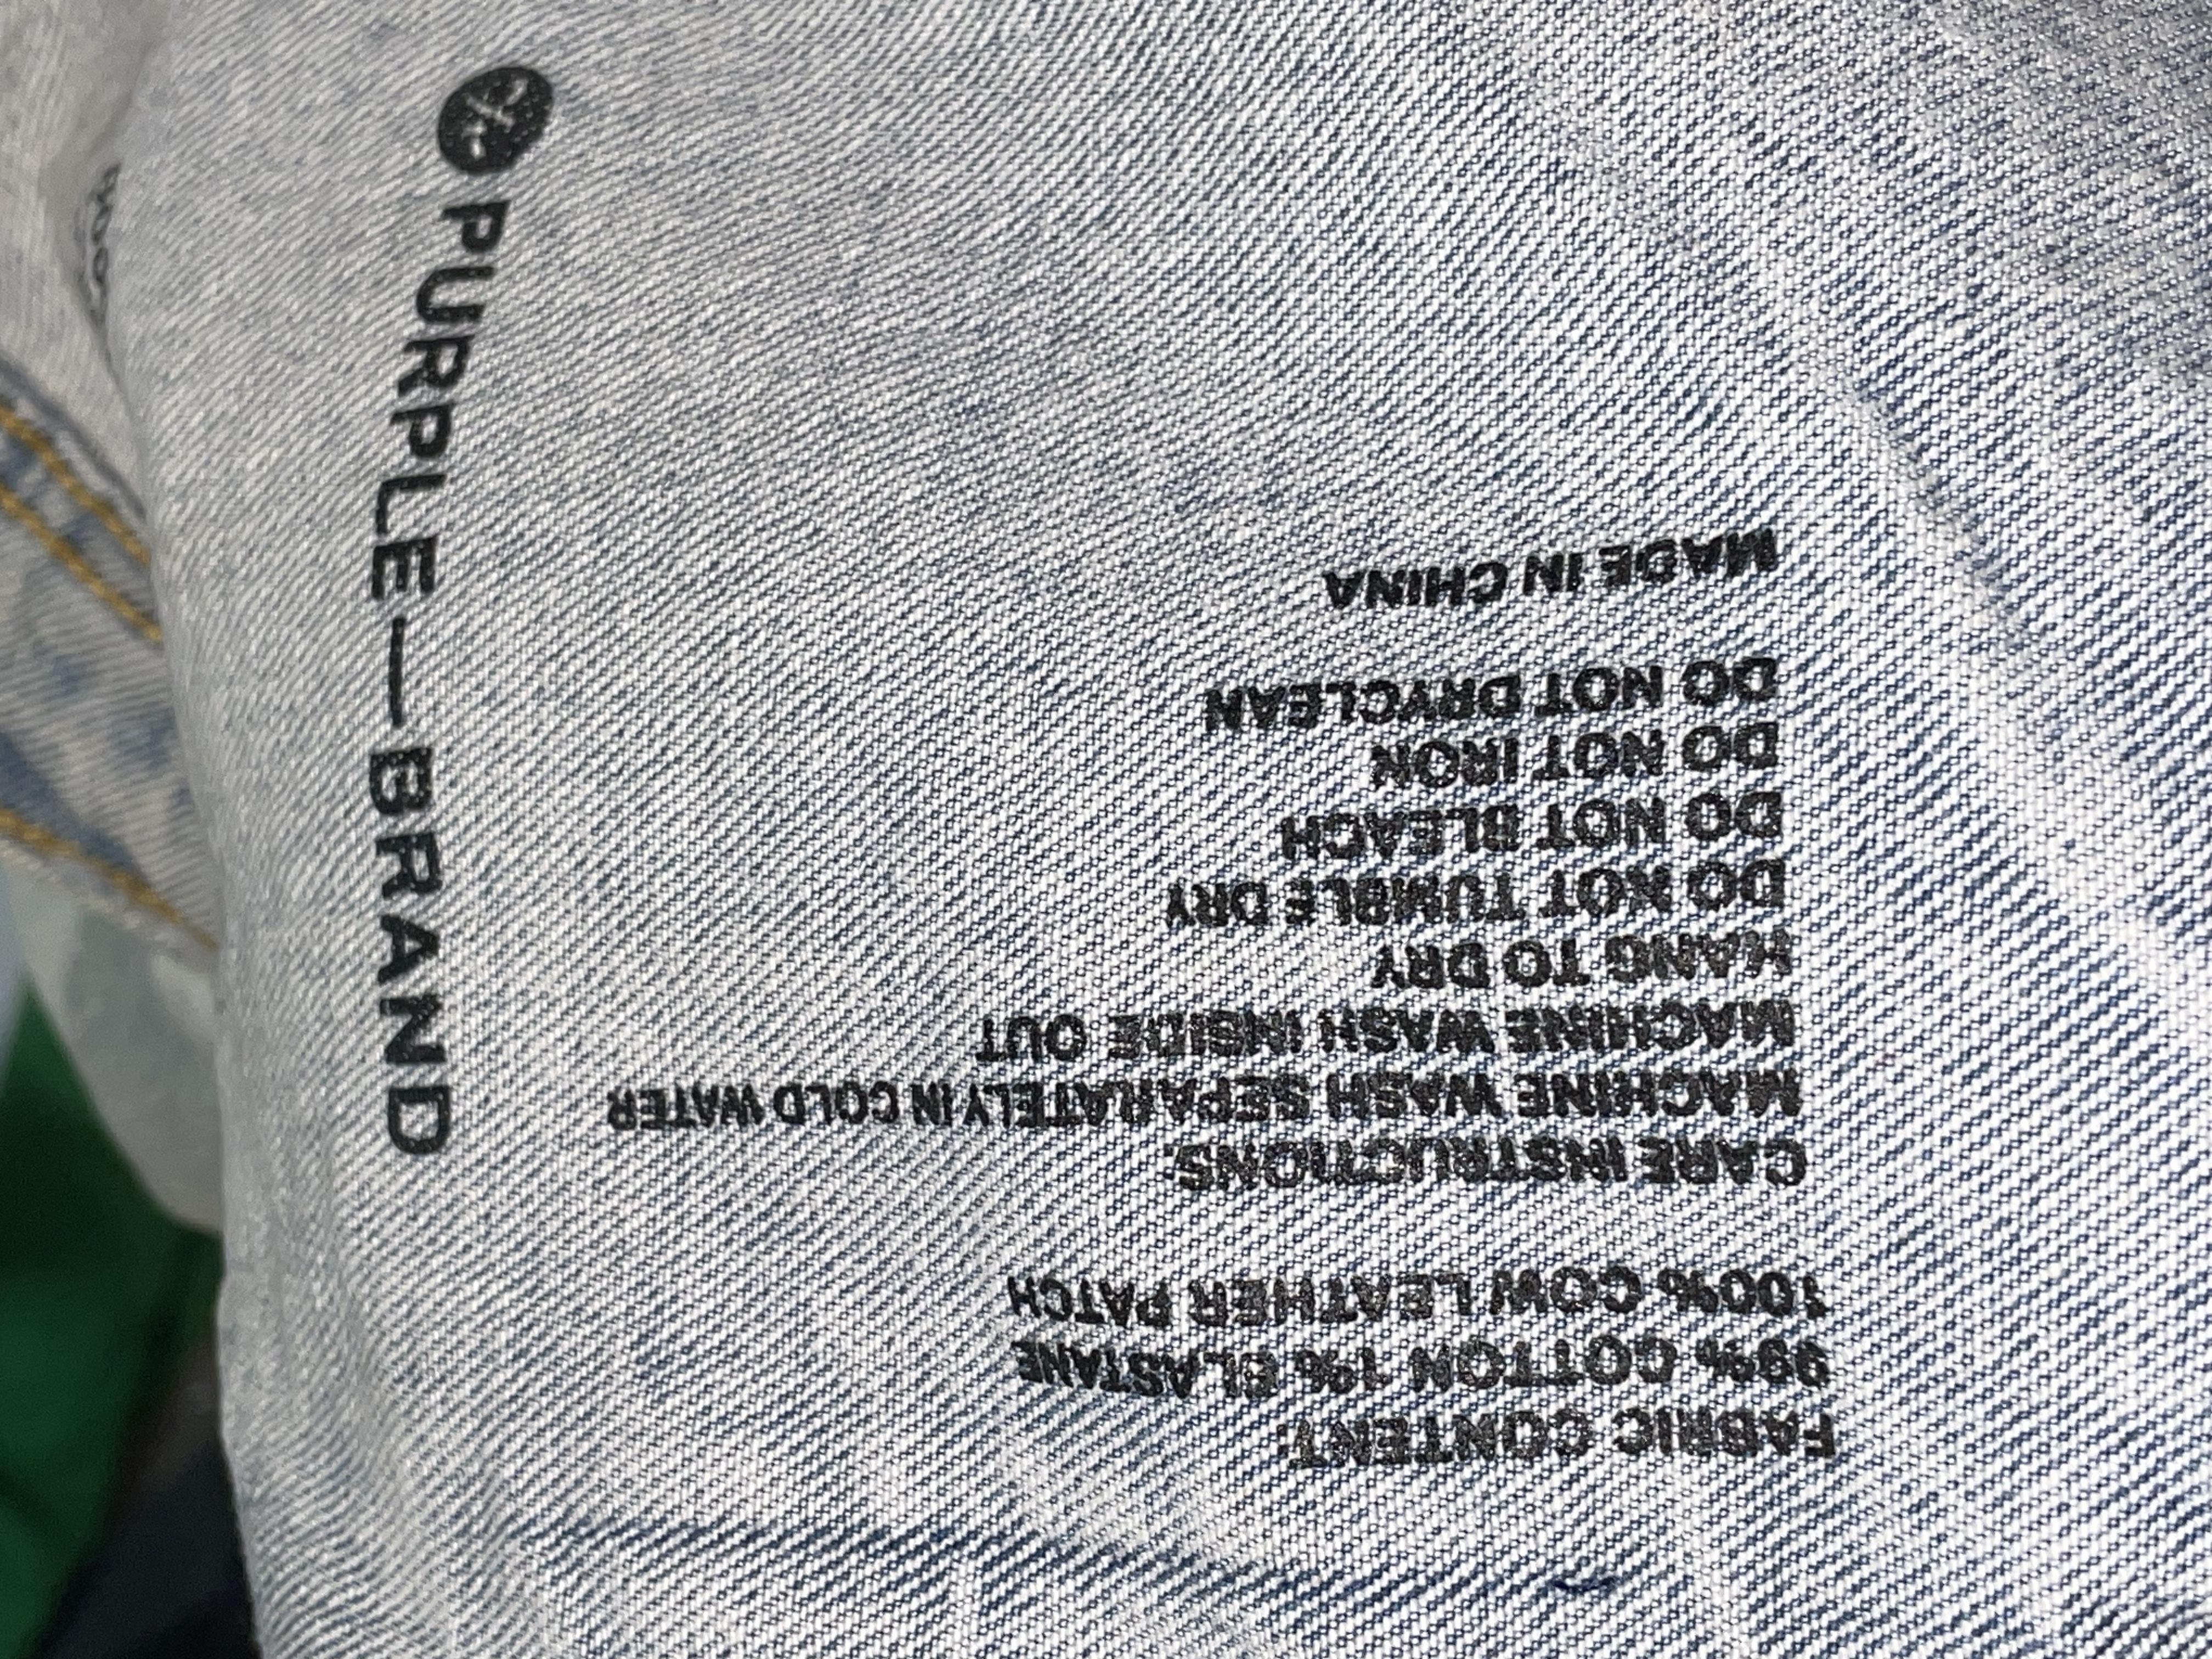 PURPLE—BRAND
FABRIC CONTENT:
99% COTTON 1% ELASTANE
100% COW LEATHER PATCH
CARE INSTRUCTIONS:
MACHINE WASH SEPARATELY IN COLD WATER
MACHINE WASH INSIDE OUT
HANG TO DRY
DO NOT TUMBLE DRY
DO NOT BLEACH
DO NOT IRON
DO NOT DRYCLEAN
MADE IN CHINA